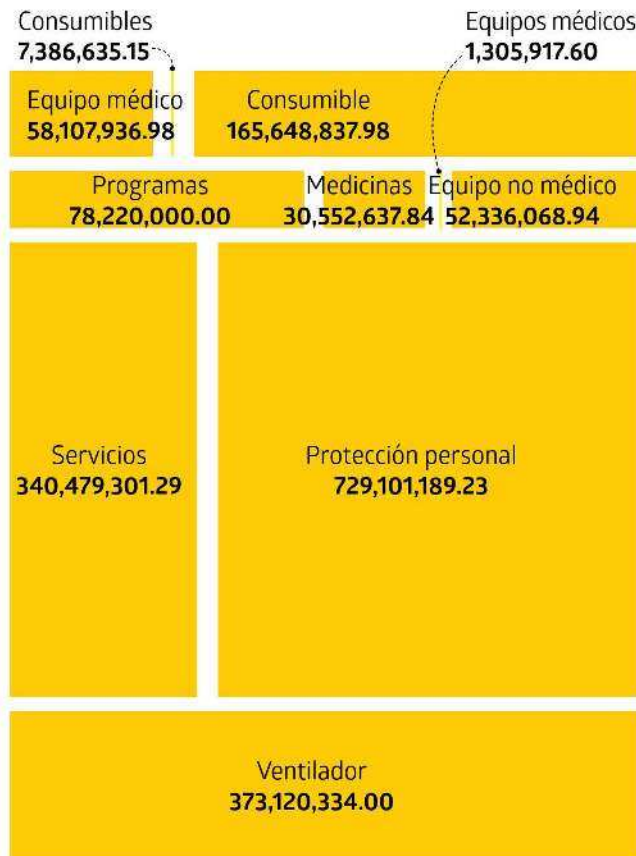 Consumibles
7,386,635.15
Equipos médicos
1,305,917.60
Equipo médico
58,107,936.98
Consumible
165,648,837.98
Programas
78,220,000.00
Medicinas
30,552,637.84
Equipo no médico
52,336,068.94
Servicios
340,479,301.29
Protección personal
729,101,189.23
Ventilador
373,120,334.00